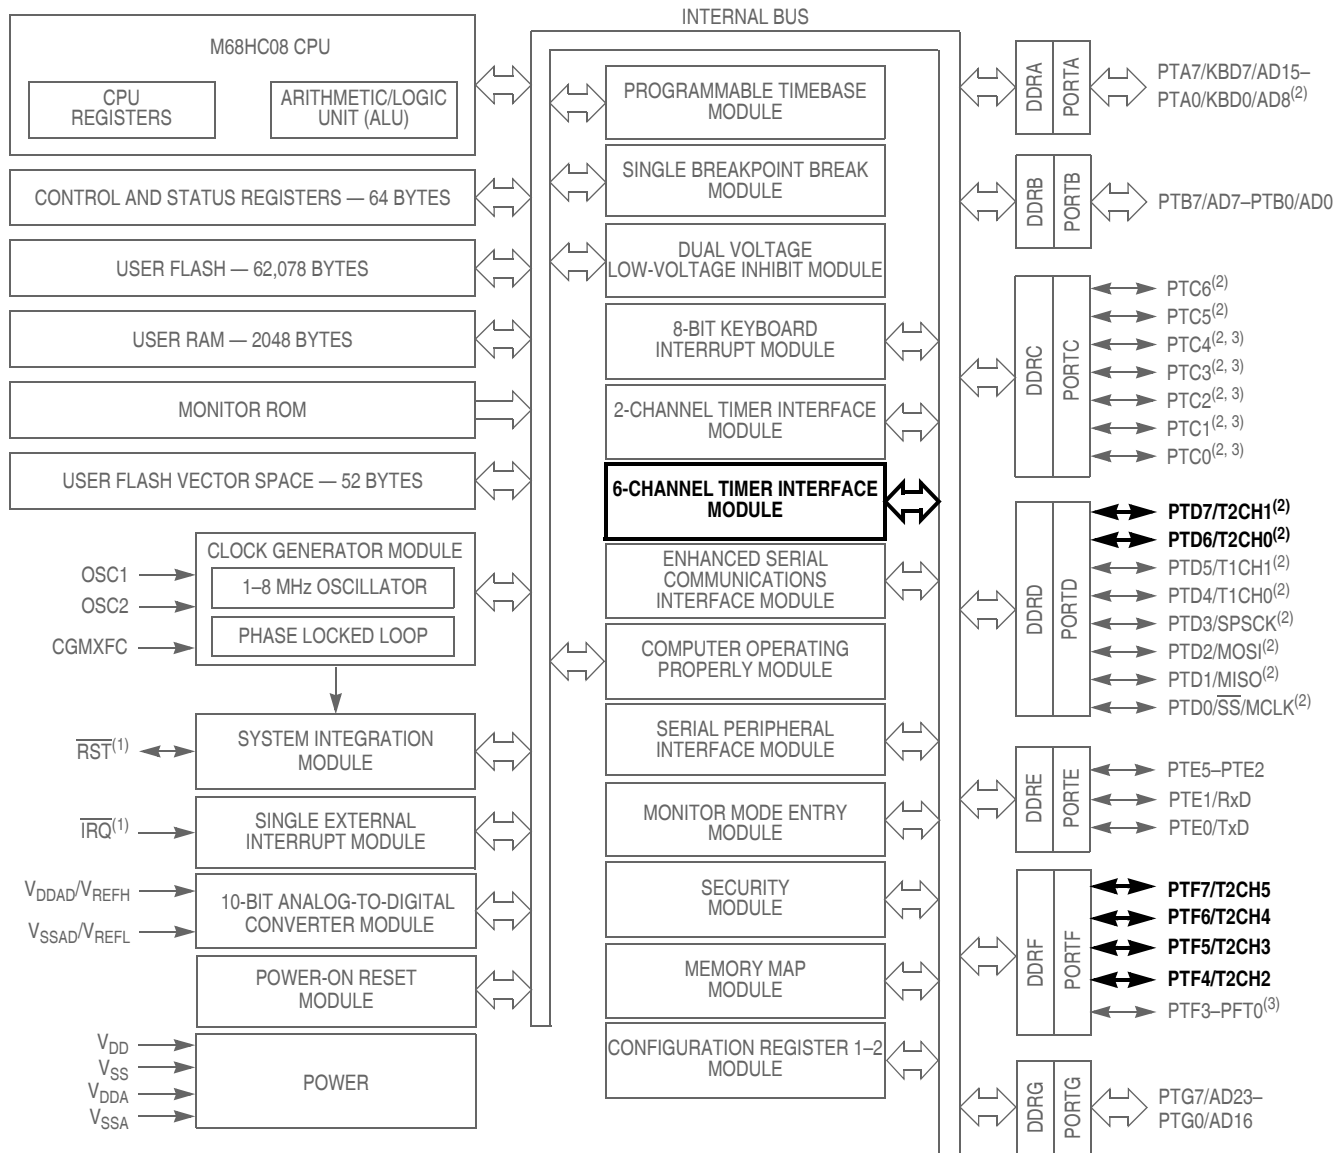 INTERNAL BUS
M68HC08 CPU
CPU
REGISTERS
ARITHMETIC/LOGIC
UNIT (ALU)
CONTROL AND STATUS REGISTERS — 64 BYTES
USER FLASH — 62,078 BYTES
USER RAM — 2048 BYTES
MONITOR ROM
USER FLASH VECTOR SPACE — 52 BYTES
CLOCK GENERATOR MODULE
1–8 MHz OSCILLATOR
PHASE LOCKED LOOP
OSC1
OSC2
CGMXFC
SYSTEM INTEGRATION
MODULE
RST(1)
SINGLE EXTERNAL
INTERRUPT MODULE
IRQ(1)
10-BIT ANALOG-TO-DIGITAL
CONVERTER MODULE
VDDAD/VREFH
VSSAD/VREFL
POWER-ON RESET
MODULE
POWER
VDD
VSS
VDDA
VSSA
PROGRAMMABLE TIMEBASE
MODULE
SINGLE BREAKPOINT BREAK
MODULE
DUAL VOLTAGE
LOW-VOLTAGE INHIBIT MODULE
8-BIT KEYBOARD
INTERRUPT MODULE
2-CHANNEL TIMER INTERFACE
MODULE
6-CHANNEL TIMER INTERFACE
MODULE
ENHANCED SERIAL
COMMUNICATIONS
INTERFACE MODULE
COMPUTER OPERATING
PROPERLY MODULE
SERIAL PERIPHERAL
INTERFACE MODULE
MONITOR MODE ENTRY
MODULE
SECURITY
MODULE
MEMORY MAP
MODULE
CONFIGURATION REGISTER 1–2
MODULE
DDRA
PORTA
PTA7/KBD7/AD15–
PTA0/KBD0/AD8(2)
DDRB
PORTB
PTB7/AD7–PTB0/AD0
DDRC
PORTC
PTC6(2)
PTC5(2)
PTC4(2, 3)
PTC3(2, 3)
PTC2(2, 3)
PTC1(2, 3)
PTC0(2, 3)
DDRD
PORTD
PTD7/T2CH1(2)
PTD6/T2CH0(2)
PTD5/T1CH1(2)
PTD4/T1CH0(2)
PTD3/SPSCK(2)
PTD2/MOSI(2)
PTD1/MISO(2)
PTD0/SS/MCLK(2)
DDRE
PORTE
PTE5–PTE2
PTE1/RxD
PTE0/TxD
DDRF
PORTF
PTF7/T2CH5
PTF6/T2CH4
PTF5/T2CH3
PTF4/T2CH2
PTF3–PFT0(3)
DDRG
PORTG
PTG7/AD23–
PTG0/AD16